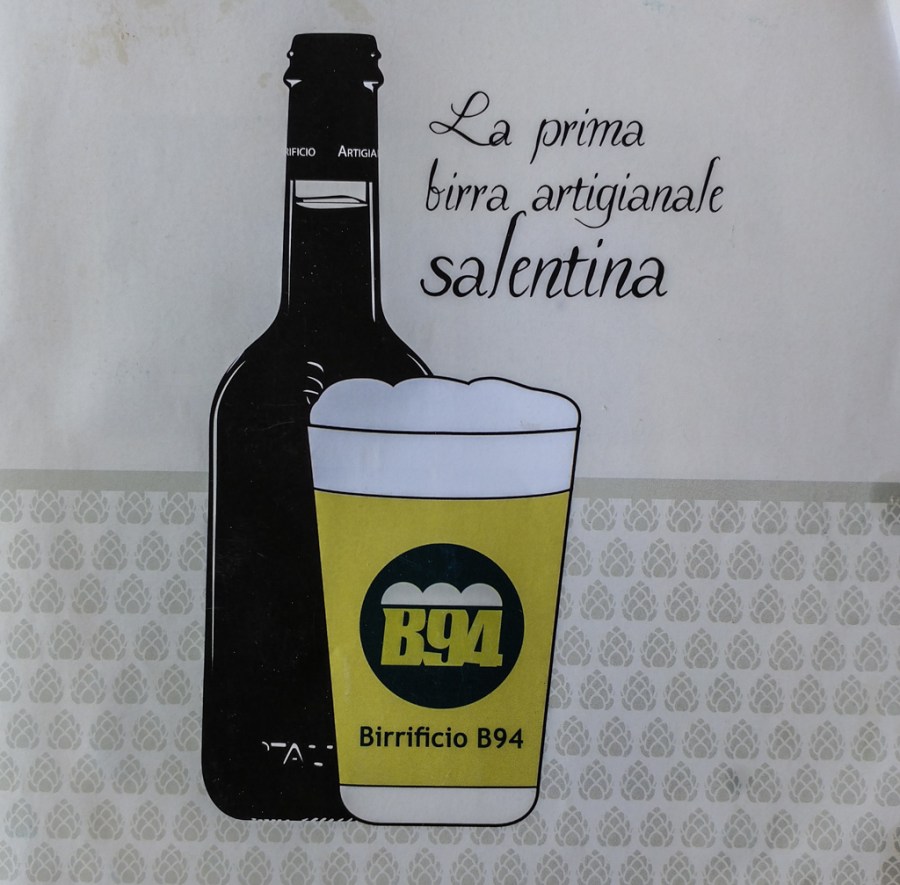 La prima
birra artigianale
salentina
B94
Birrificio B94